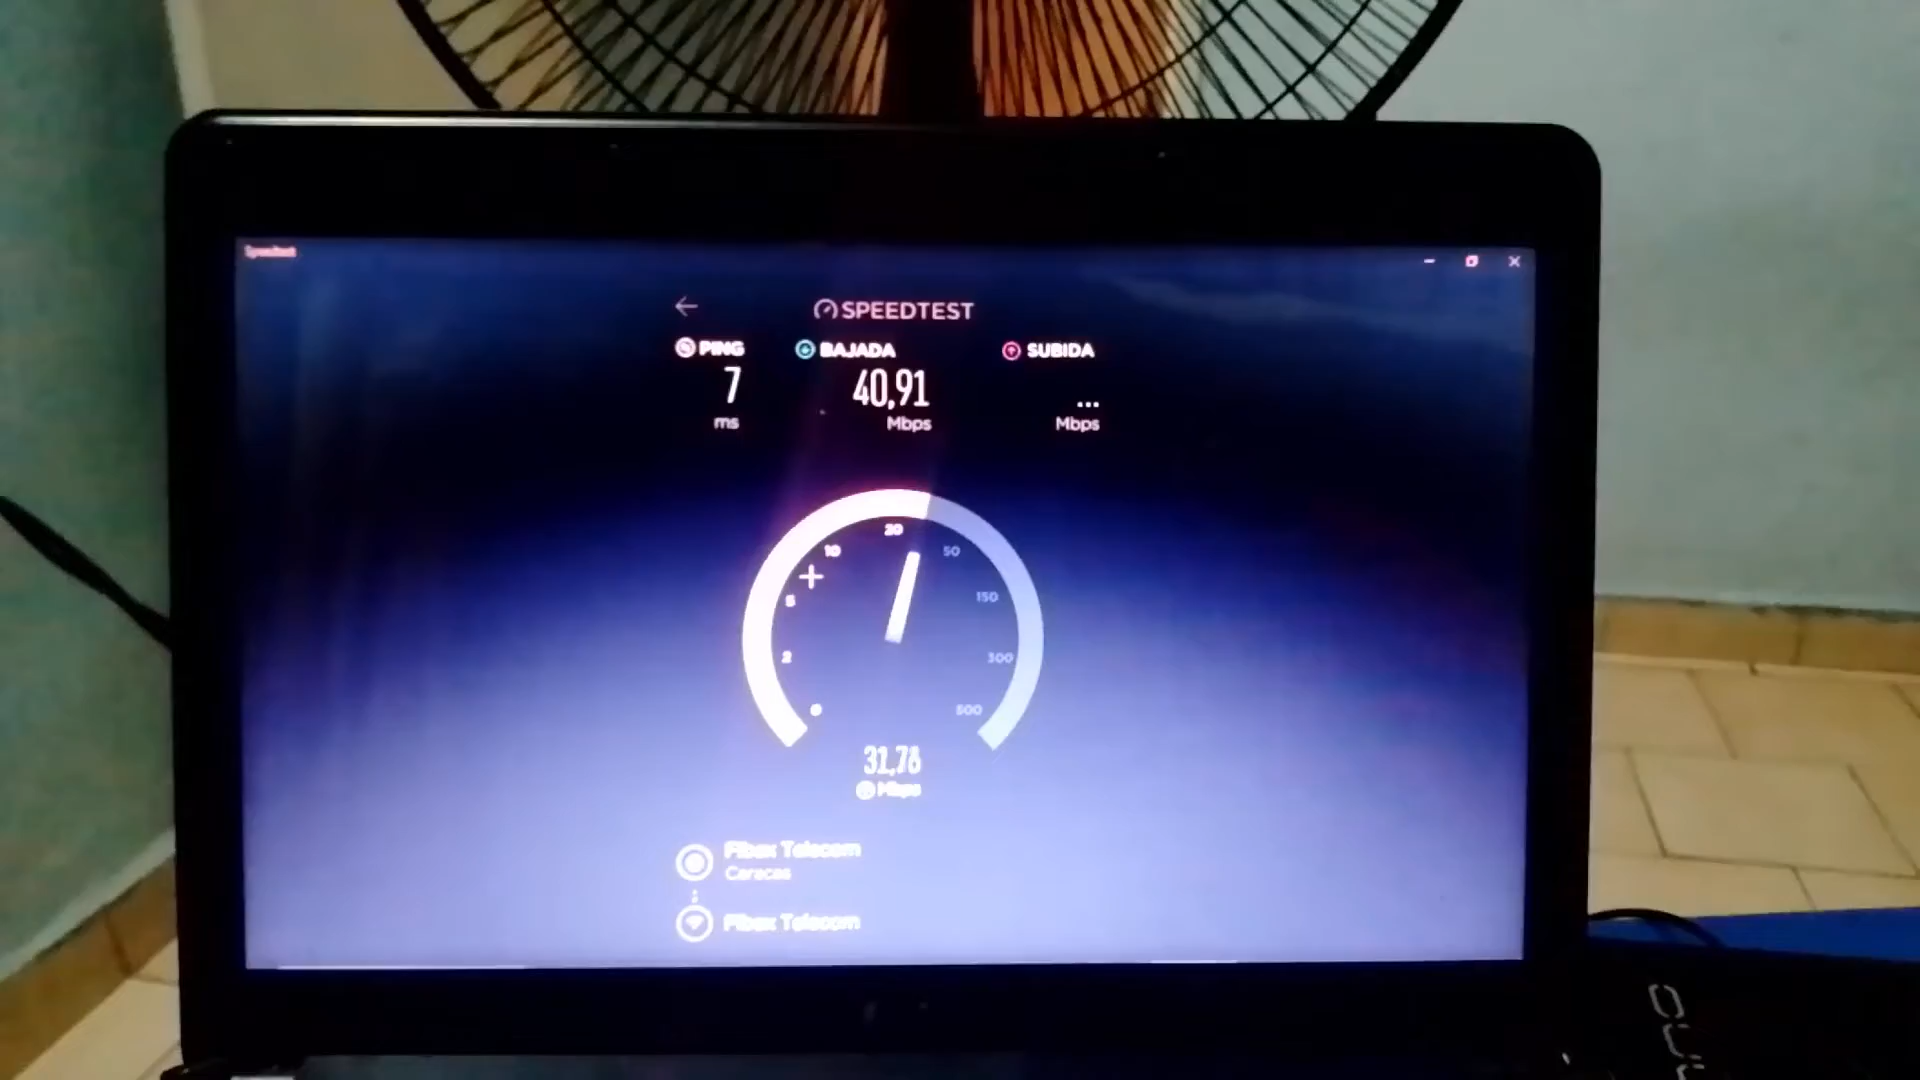 Speedtest
SPEEDTEST
PING
BAJADA
SUBIDA
7
40,91
...
ms
Mbps
Mbps
20
10
50
5
150
2
300
0
500
31,78
Mbps
Fibex Telecom
Caracas
Fibex Telecom